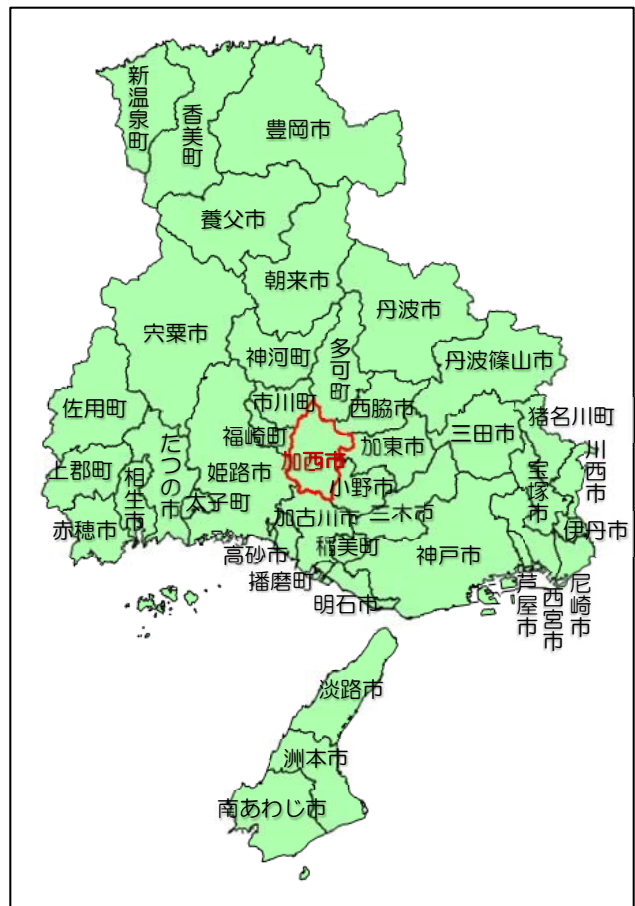 新温泉町
香美町
豊岡市
養父市
朝来市
宍粟市
丹波市
神河町
多可町
丹波篠山市
佐用町
市川町
西脇市
猪名川町
福崎町
加東市
三田市
川西市
上郡町
相生市
たつの市
姫路市
加西市
宝塚市
太子町
小野市
赤穂市
加古川市
三木市
伊丹市
高砂市
稲美町
神戸市
播磨町
明石市
芦屋市
西宮市
尼崎市
淡路市
洲本市
南あわじ市